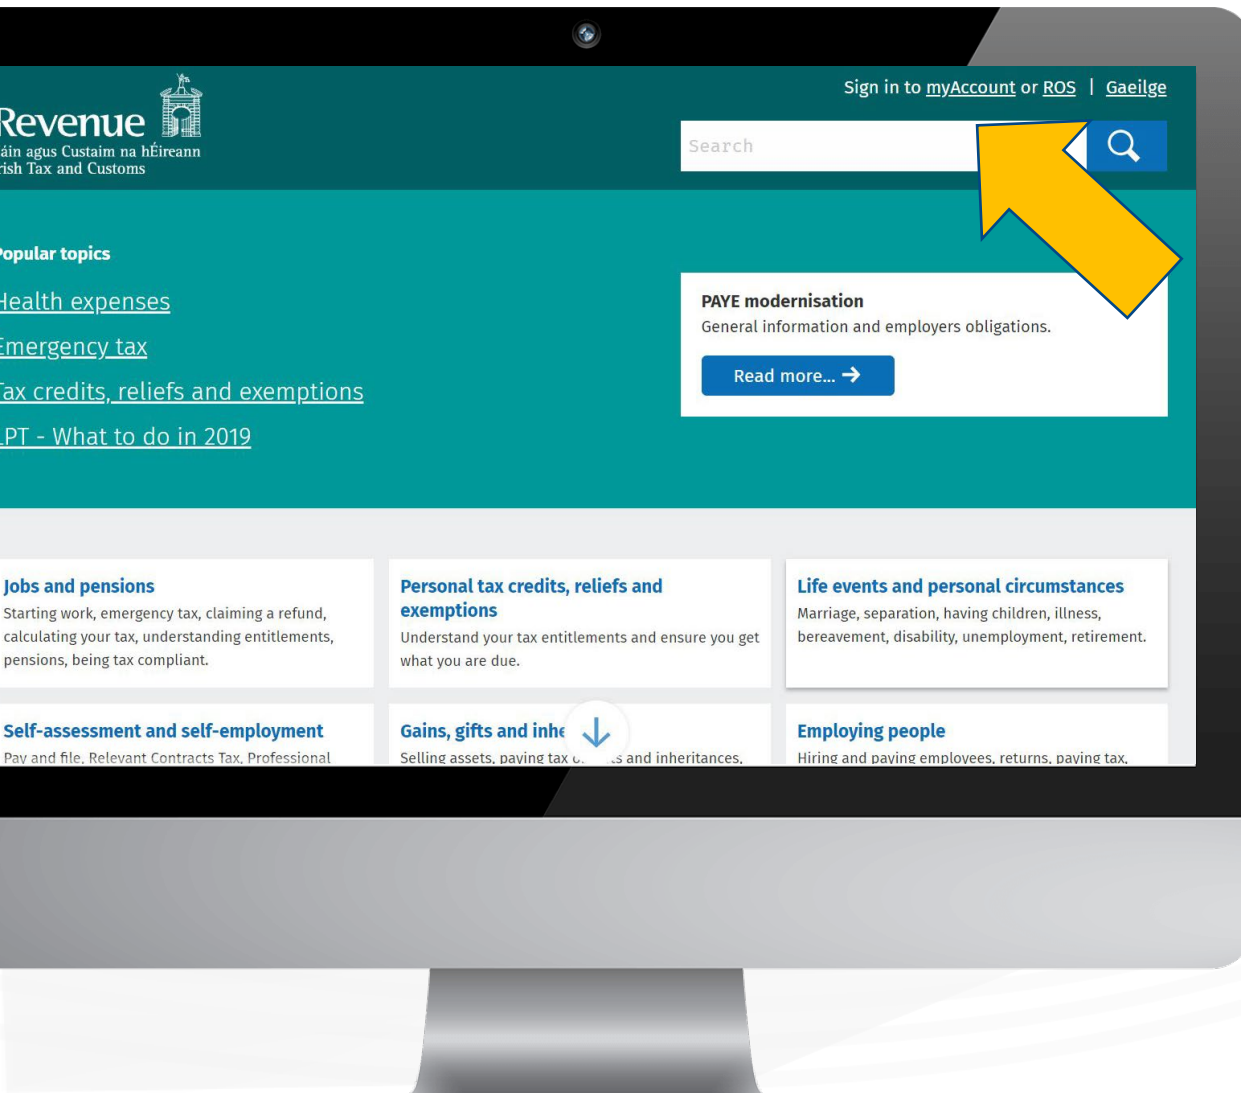 Sign in to myAccount or ROS | Gaeilge
Revenue
Cáin agus Custaim na hÉireann
Irish Tax and Customs
Search
Popular topics
Health expenses
Emergency tax
Tax credits, reliefs and exemptions
LPT - What to do in 2019
PAYE modernisation
General information and employers obligations.
Read more...
Jobs and pensions
Starting work, emergency tax, claiming a refund,
calculating your tax, understanding entitlements,
pensions, being tax compliant.
Personal tax credits, reliefs and
exemptions
Understand your tax entitlements and ensure you get
what you are due.
Life events and personal circumstances
Marriage, separation, having children, illness,
bereavement, disability, unemployment, retirement.
Self-assessment and self-employment
Pay and file, Relevant Contracts Tax, Professional
Gains, gifts and
Selling assets, paying tax and inheritances,
Employing people
Hiring and paying employees, returns, paying tax,